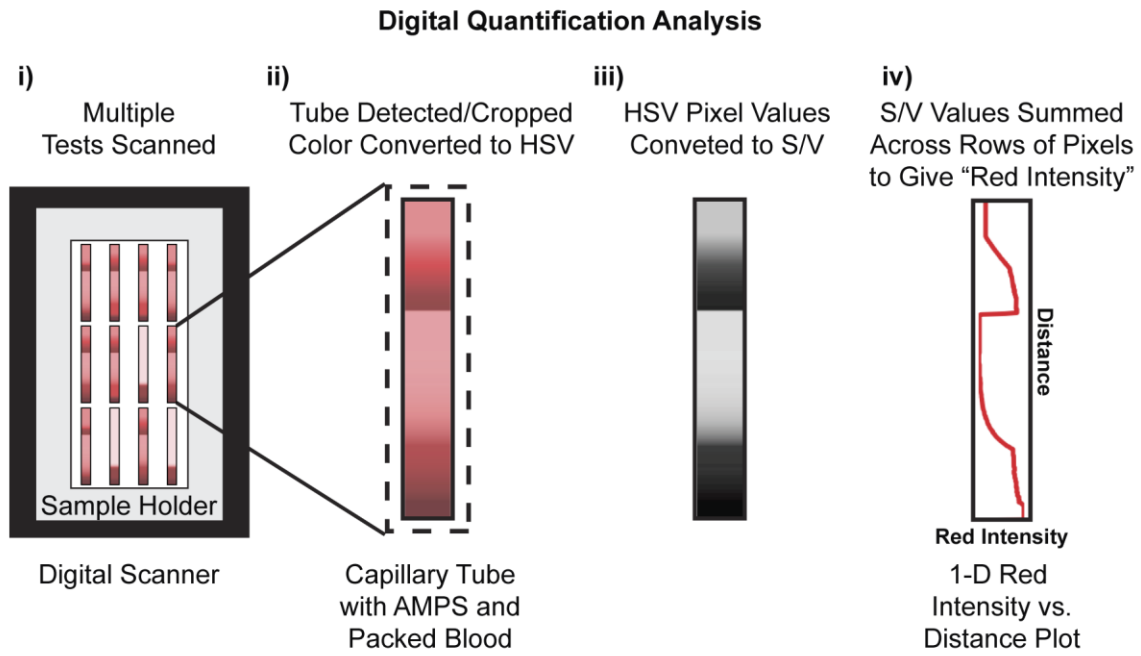 Digital Quantification Analysis
i)
Multiple
Tests Scanned
Sample Holder
Digital Scanner
ii)
Tube Detected/Cropped
Color Converted to HSV
Capillary Tube
with AMPS and
Packed Blood
iii)
HSV Pixel Values
Conveted to S/V
iv)
S/V Values Summed
Across Rows of Pixels
to Give “Red Intensity”
Distance
Red Intensity
1-D Red
Intensity vs.
Distance Plot